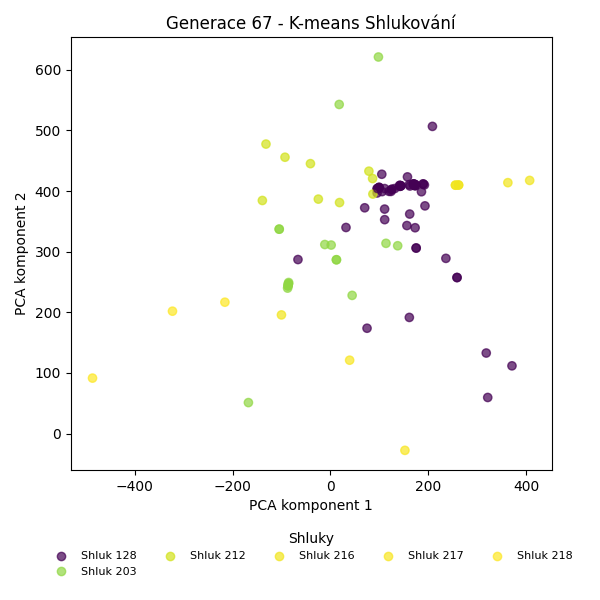 Generace 67 - K-means Shlukování
PCA komponent 2
600
500
400
300
200
100
0
−400
−200
0
200
400
PCA komponent 1
Shluky
Shluk 128
Shluk 212
Shluk 216
Shluk 217
Shluk 218
Shluk 203